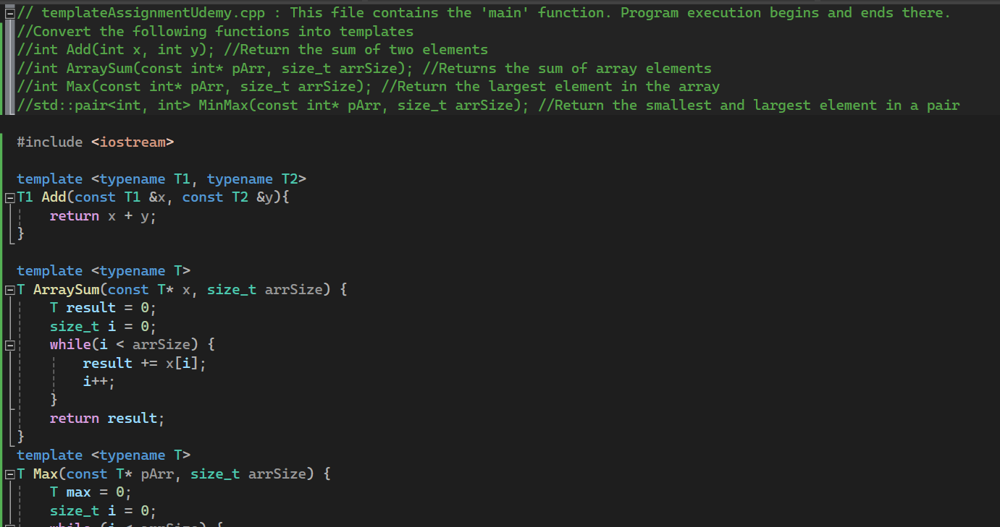 // templateAssignmentUdemy.cpp : This file contains the 'main' function. Program execution begins and ends there.
//Convert the following functions into templates
//int Add(int x, int y); //Return the sum of two elements
//int ArraySum(const int* pArr, size_t arrSize); //Returns the sum of array elements
//int Max(const int* pArr, size_t arrSize); //Return the largest element in the array
//std::pair<int, int> MinMax(const int* pArr, size_t arrSize); //Return the smallest and largest element in a pair
#include <iostream>
template <typename T1, typename T2>
T1 Add(const T1 &x, const T2 &y){
    return x + y;
}
template <typename T>
T ArraySum(const T* x, size_t arrSize) {
    T result = 0;
    size_t i = 0;
    while(i < arrSize) {
        result += x[i];
        i++;
    }
    return result;
}
template <typename T>
T Max(const T* pArr, size_t arrSize) {
    T max = 0;
    size_t i = 0;
    while (i < arrSize) {